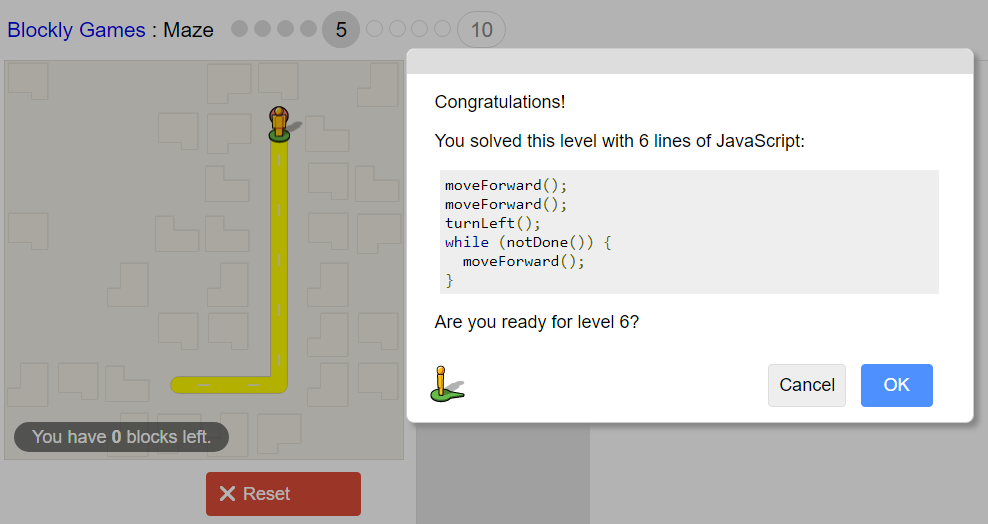 Blockly Games : Maze 5 10
Congratulations!
You solved this level with 6 lines of JavaScript:
moveForward();
moveForward();
turnLeft();
while (notDone()) {
  moveForward();
}
Are you ready for level 6?
Cancel OK
You have 0 blocks left.
Reset